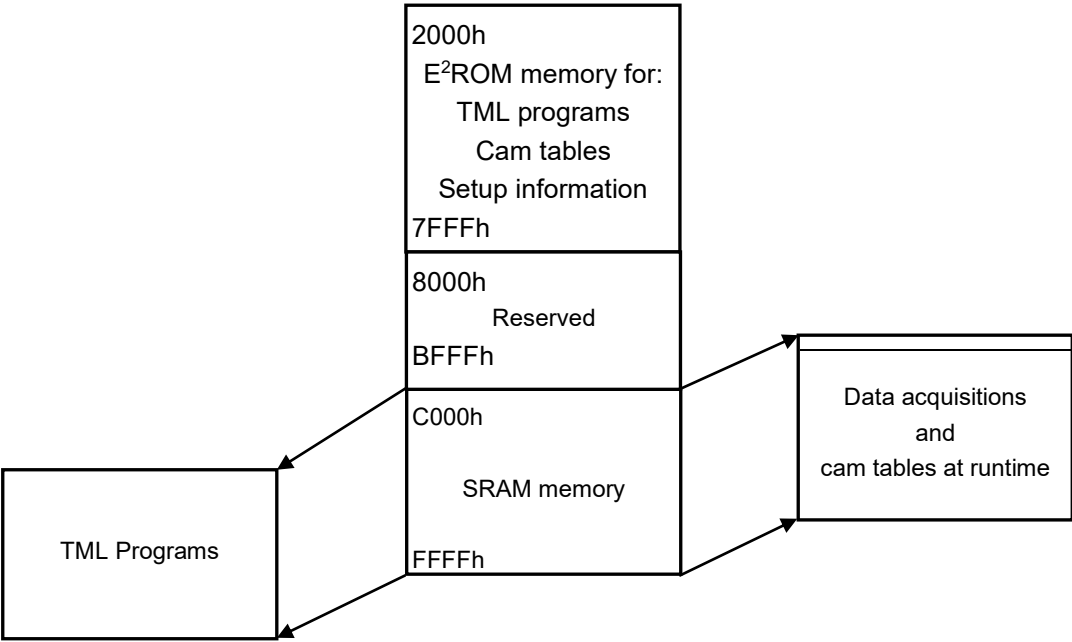 2000h
E²ROM memory for:
TML programs
Cam tables
Setup information
7FFFh
8000h
Reserved
BFFFh
C000h
SRAM memory
FFFFh
TML Programs
Data acquisitions
and
cam tables at runtime